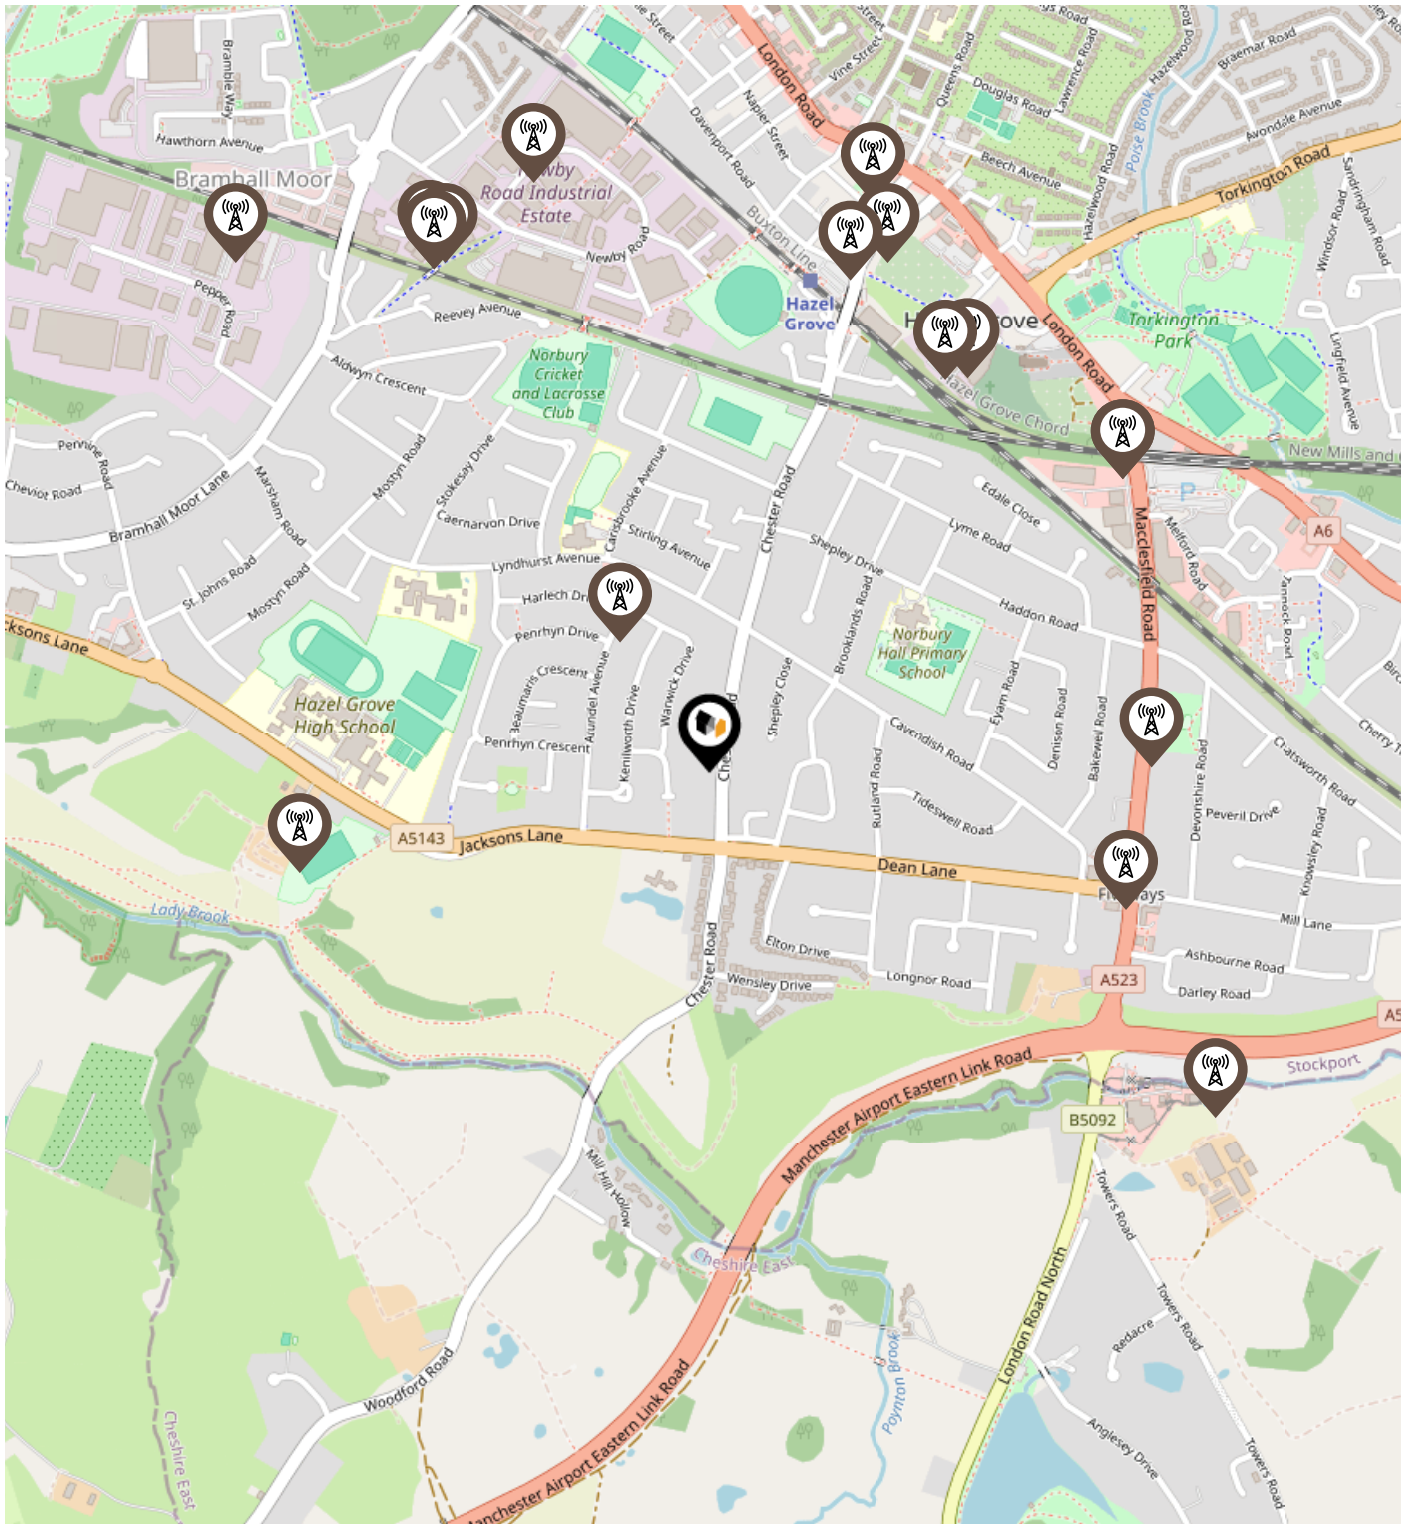 London Road
Vine Street
Queens Road
Lawrence Road
Hazelwood
Braemar Road
Bramble Way
Napier Street
Davenport Road
Douglas Road
Poise Brook
Avondale Avenue
Hawthorn Avenue
Beech Avenue
Hazelwood Road
Torkington Road
Sandringham Road
Windsor Road
Bramhall Moor
Road Industrial
Estate
Buxton Line
Newby Road
Pepper
Road
Reevey Avenue
Hazel
Grove
London Road
Torkington
Park
Lingfield Avenue
Norbury
Cricket
and Lacrosse
Club
Aldwyn Crescent
Hazel Grove Chord
New Mills and
Pennine Road
Cheviot Road
Mostyn Road
Stokesay Drive
Carisbrooke Avenue
Chester Road
Edale Close
P
A6
Bramhall Moor Lane
Marsham Road
Caernarvon Drive
Stirling Avenue
Lyme Road
Shepley Drive
Macclesfield Road
Melford Road
Lyndhurst Avenue
St. Johns Road
Mostyn Road
Penrhyn Drive
Brooklands Road
Haddon Road
Norbury
Hall Primary
School
Hazel Grove
High School
Penrhyn Crescent
Arundel Avenue
Kenilworth Drive
Warwick Drive
Shepley Close
Cavendish Road
Eyam Road
Denison Road
Bakewell Road
Chatsworth Road
Rutland Road
Tideswell Road
Devonshire Road
Peveril Drive
Knowsley Road
A5143
Jacksons Lane
Dean Lane
Lady Brook
Mill Lane
Chester Road
Elton Drive
Wensley Drive
Longnor Road
A523
Ashbourne Road
Darley Road
Manchester Airport Eastern Link Road
Stockport
B5092
Mill Hill Hollow
Towers Road
Cheshire East
London Road North
Towers Road
Redacre
Poynton Brook
Woodford Road
Manchester Airport Eastern Link Road
Cheshire East
Anglesey Drive
Towers Road